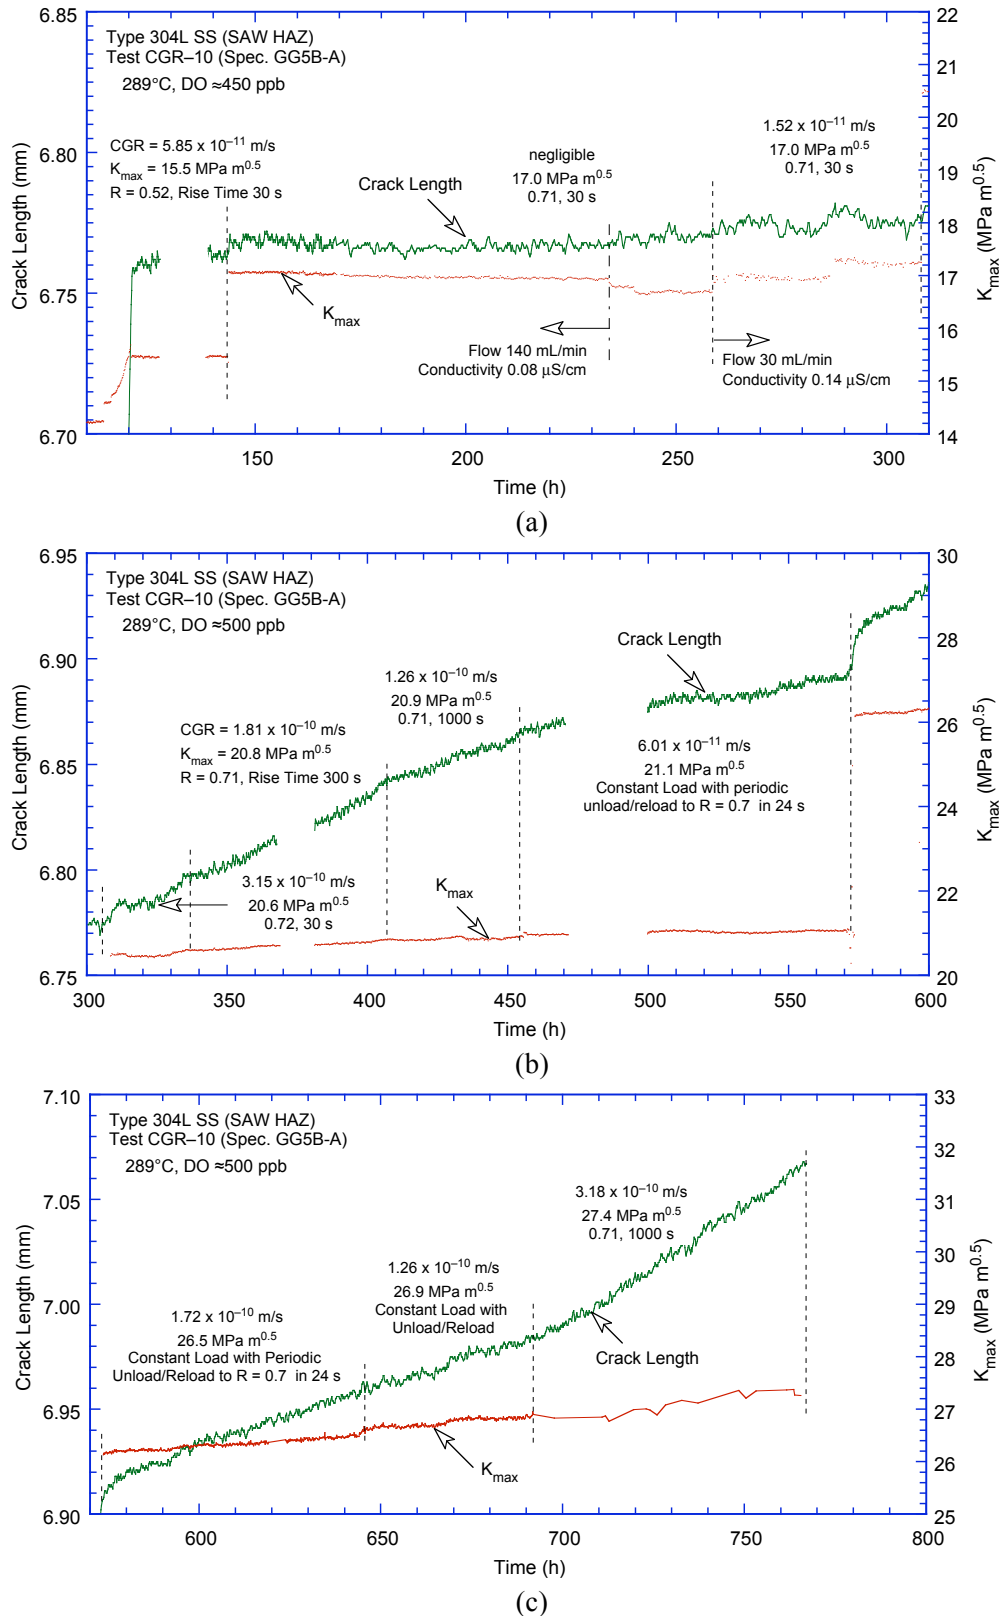 6.85
6.80
6.75
6.70
Crack Length (mm)
Type 304L SS (SAW HAZ)
Test CGR–10 (Spec. GG5B-A)
289°C, DO ≈450 ppb
CGR = 5.85 x 10–11 m/s
Kmax = 15.5 MPa m0.5
R = 0.52, Rise Time 30 s
Crack Length
negligible
17.0 MPa m0.5
0.71, 30 s
1.52 x 10–11 m/s
17.0 MPa m0.5
0.71, 30 s
Kmax
Flow 140 mL/min
Conductivity 0.08 µS/cm
Flow 30 mL/min
Conductivity 0.14 µS/cm
22
21
20
19
18
17
16
15
14
Kmax (MPa m0.5)
150 200 250 300
Time (h)
(a)
6.95
6.90
6.85
6.80
6.75
Crack Length (mm)
Type 304L SS (SAW HAZ)
Test CGR–10 (Spec. GG5B-A)
289°C, DO ≈500 ppb
CGR = 1.81 x 10–10 m/s
Kmax = 20.8 MPa m0.5
R = 0.71, Rise Time 300 s
1.26 x 10–10 m/s
20.9 MPa m0.5
0.71, 1000 s
Crack Length
6.01 x 10–11 m/s
21.1 MPa m0.5
Constant Load with periodic
unload/reload to R = 0.7 in 24 s
3.15 x 10–10 m/s
20.6 MPa m0.5
0.72, 30 s
Kmax
30
29
28
27
26
25
24
23
22
21
20
Kmax (MPa m0.5)
300 350 400 450 500 550 600
Time (h)
(b)
7.10
7.05
7.00
6.95
6.90
Crack Length (mm)
Type 304L SS (SAW HAZ)
Test CGR–10 (Spec. GG5B-A)
289°C, DO ≈500 ppb
1.72 x 10–10 m/s
26.5 MPa m0.5
Constant Load with Periodic
Unload/Reload to R = 0.7 in 24 s
1.26 x 10–10 m/s
26.9 MPa m0.5
Constant Load with
Unload/Reload
3.18 x 10–10 m/s
27.4 MPa m0.5
0.71, 1000 s
Crack Length
Kmax
33
32
31
30
29
28
27
26
25
Kmax (MPa m0.5)
600 650 700 750 800
Time (h)
(c)